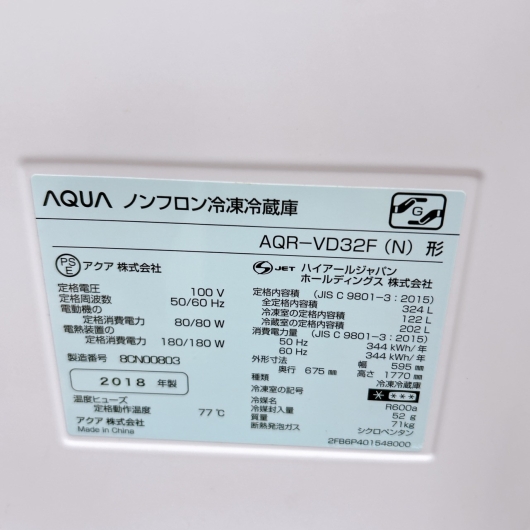 AQUA ノンフロン冷凍冷蔵庫
G
AQR-VD32F (N) 形
PSE アクア 株式会社
定格電圧 100 V
定格周波数 50/60 Hz
電動機の
定格消費電力 80/80 W
電熱装置の
定格消費電力 180/180 W
製造番号 8CN00803
2018 年製
温度ヒューズ
定格動作温度 77℃
アクア 株式会社
Made in China
S JET ハイアールジャパン
ホールディングス 株式会社
定格内容積 (JIS C 9801-3 : 2015)
全定格内容積 324 L
冷凍室の定格内容積 122 L
冷蔵室の定格内容積 202 L
消費電力量 (JIS C 9801-3 : 2015)
50 Hz 344 kWh/年
60 Hz 344 kWh/年
外形寸法 幅 595 mm
奥行 675 mm 高さ 1770 mm
種類 冷凍冷蔵庫
冷凍室の記号 * ***
冷媒名 R600a
冷媒封入量 52 g
質量 71kg
断熱発泡ガス シクロペンタン
2FB6P401548000